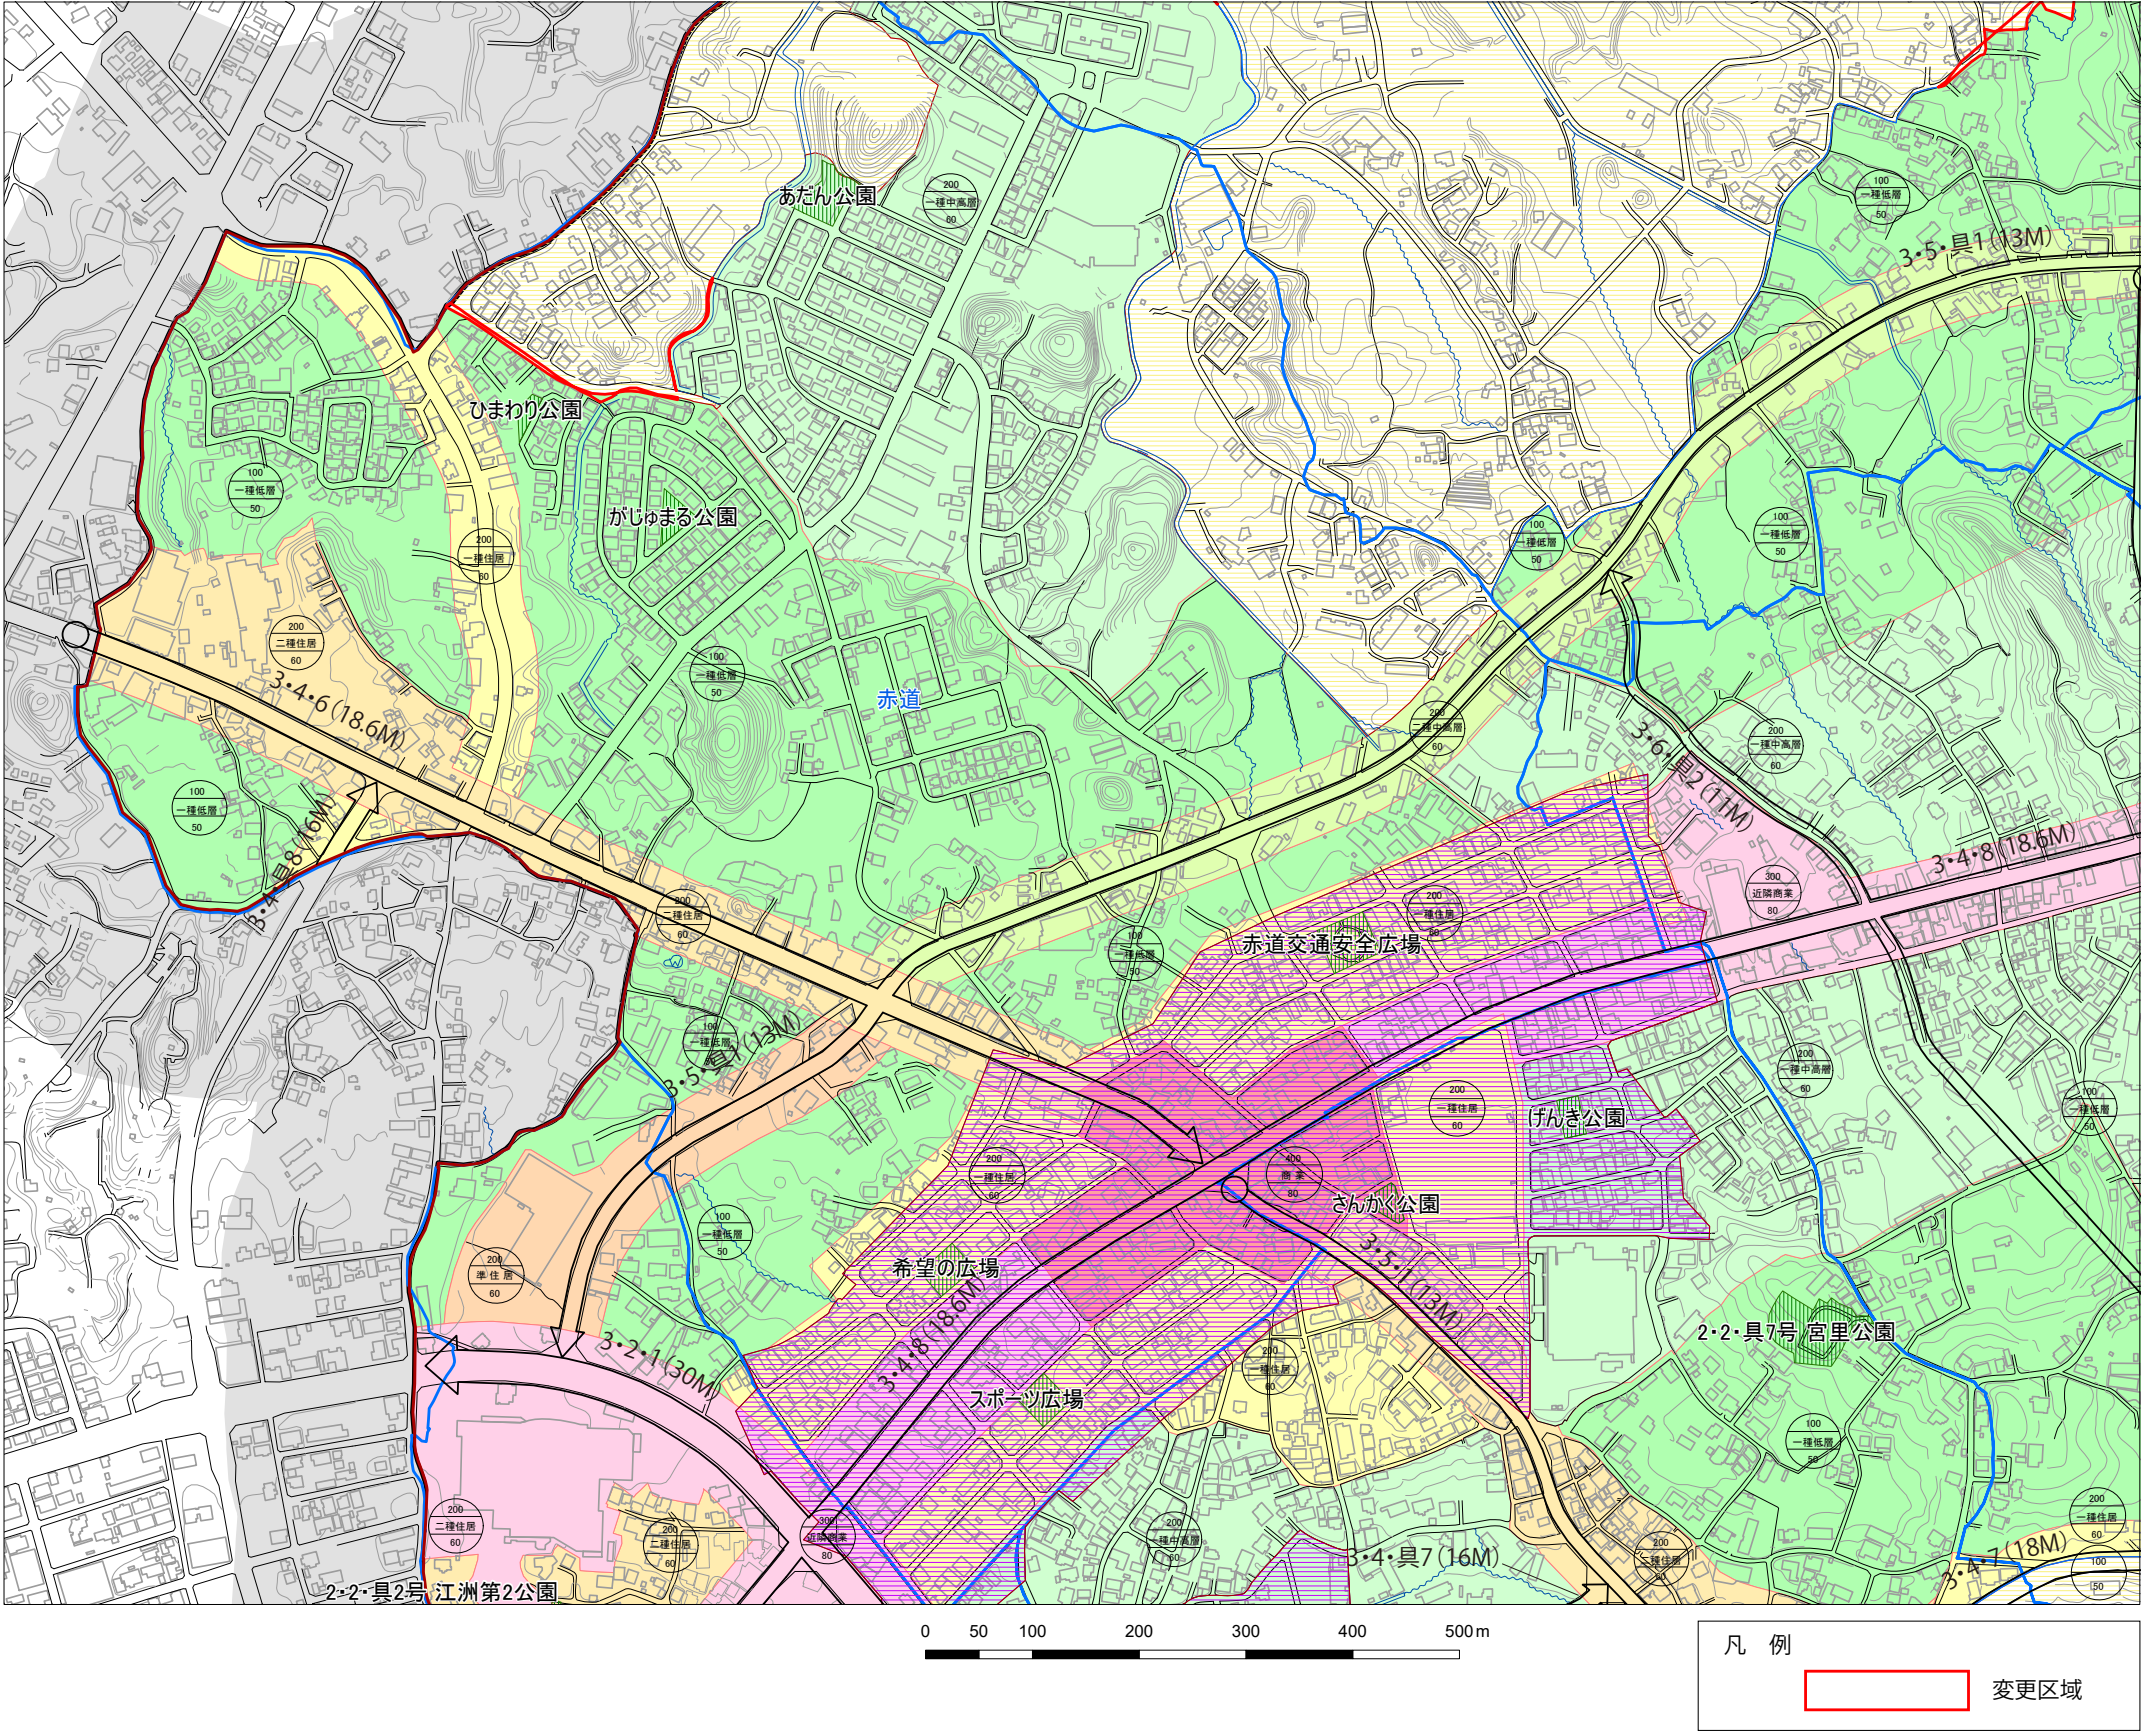 あだん公園
200
一種中高層
60
100
一種低層
50
3・5・具1(13M)
ひまわり公園
100
一種低層
50
がじゅまる公園
200
一種住居
60
100
一種低層
50
100
一種低層
50
200
二種住居
60
3・4・6(18.6M)
100
一種低層
50
赤道
200
二種中高層
60
3・6・具2(11M)
200
一種中高層
60
100
一種低層
50
3・4・具8(16M)
3・4・8(18.6M)
300
近隣商業
80
200
二種住居
60
200
一種住居
60
赤道交通安全広場
100
一種低層
50
100
一種低層
3・5・具1(13M)
200
一種中高層
60
200
一種住居
60
げんき公園
100
一種低層
50
200
一種住居
60
400
商業
80
さんかく公園
100
一種低層
50
200
準住居
60
希望の広場
3・5・1(13M)
3・4・8(18.6M)
3・2・1(30M)
2・2・具7号 宮里公園
200
一種住居
60
スポーツ広場
100
一種低層
50
200
二種住居
60
200
二種住居
60
300
近隣商業
80
200
一種中高層
60
3・4・具7(16M)
200
二種住居
60
200
一種住居
60
3・4・7(18M)
100
50
2・2・具2号 江洲第2公園
0 50 100 200 300 400 500m
凡 例
変更区域